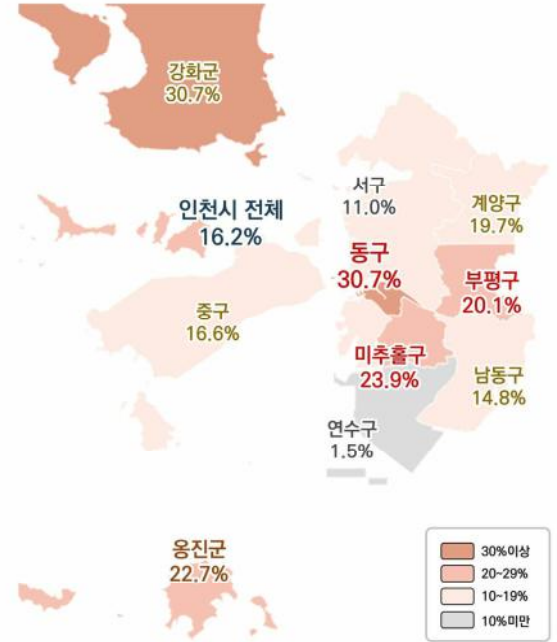 강화군
30.7%
인천시 전체
16.2%
서구
11.0%
계양구
19.7%
동구
30.7%
부평구
20.1%
중구
16.6%
미추홀구
23.9%
남동구
14.8%
연수구
1.5%
옹진군
22.7%
30%이상
20~29%
10~19%
10%미만